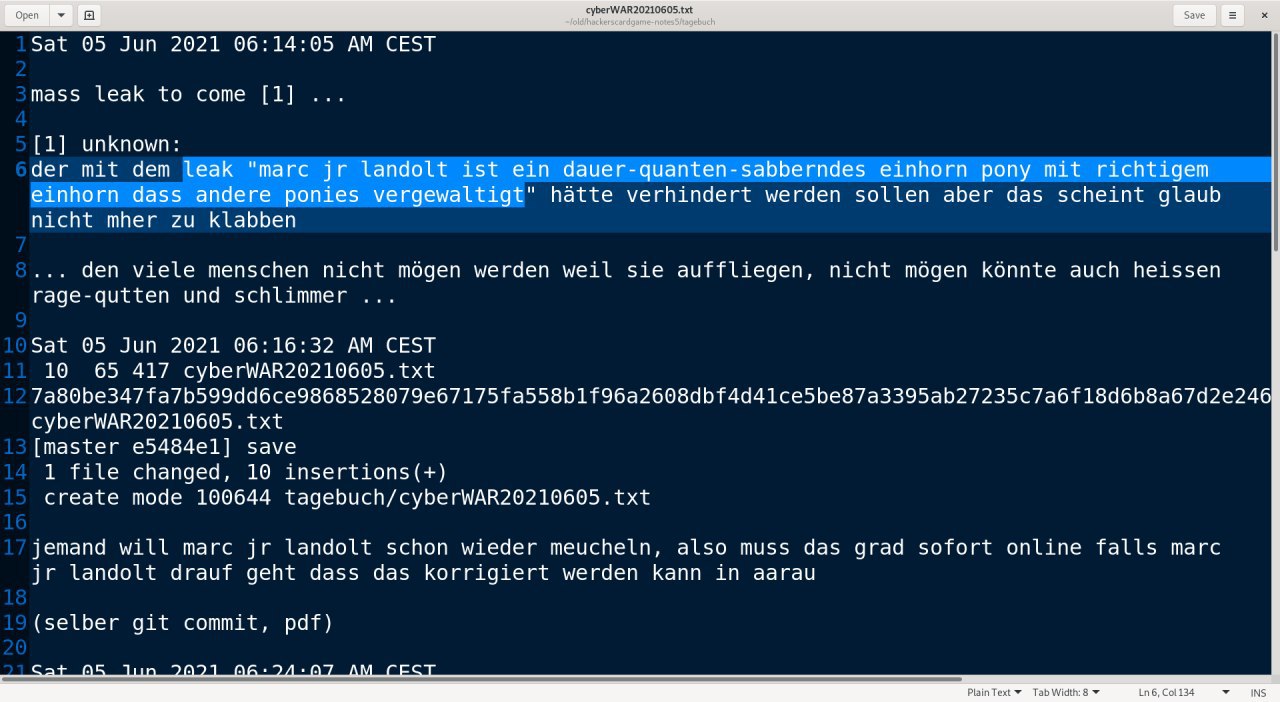 Open
cyberWAR20210605.txt
~/old/hackerscardgame-notes5/tagebuch
Save
1 Sat 05 Jun 2021 06:14:05 AM CEST
2
3 mass leak to come [1] ...
4
5 [1] unknown:
6 der mit dem leak "marc jr landolt ist ein dauer-quanten-sabberndes einhorn pony mit richtigem
einhorn dass andere ponies vergewaltigt" hätte verhindert werden sollen aber das scheint glaub
nicht mher zu klabben
7
8 ... den viele menschen nicht mögen werden weil sie auffliegen, nicht mögen könnte auch heissen
rage-qutten und schlimmer ...
9
10 Sat 05 Jun 2021 06:16:32 AM CEST
11 10 65 417 cyberWAR20210605.txt
12 7a80be347fa7b599dd6ce9868528079e67175fa558b1f96a2608dbf4d41ce5be87a3395ab27235c7a6f18d6b8a67d2e246
cyberWAR20210605.txt
13 [master e5484e1] save
14 1 file changed, 10 insertions(+)
15 create mode 100644 tagebuch/cyberWAR20210605.txt
16
17 jemand will marc jr landolt schon wieder meucheln, also muss das grad sofort online falls marc
jr landolt drauf geht dass das korrigiert werden kann in aarau
18
19 (selber git commit, pdf)
20
21 Sat 05 Jun 2021 06:24:07 AM CEST
Plain Text
Tab Width: 8
Ln 6, Col 134
INS